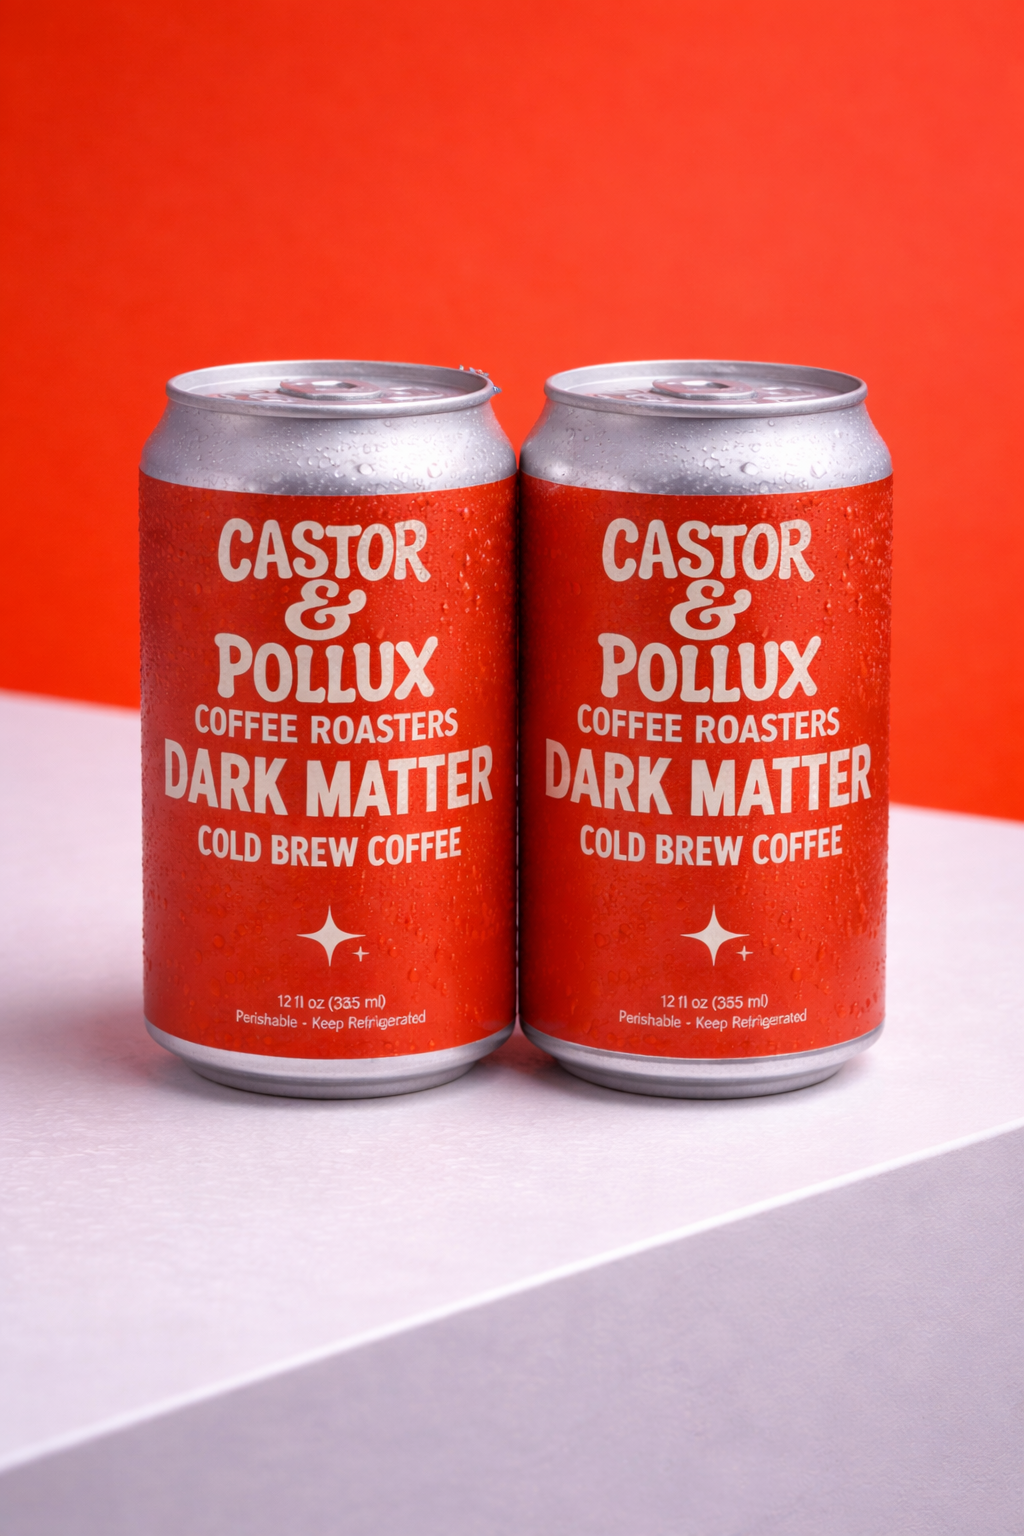 CASTOR
&
POLLUX
COFFEE ROASTERS
DARK MATTER
COLD BREW COFFEE
12 fl oz (335 ml)
Perishable - Keep Refrigerated
CASTOR
&
POLLUX
COFFEE ROASTERS
DARK MATTER
COLD BREW COFFEE
12 fl oz (355 ml)
Perishable - Keep Refrigerated